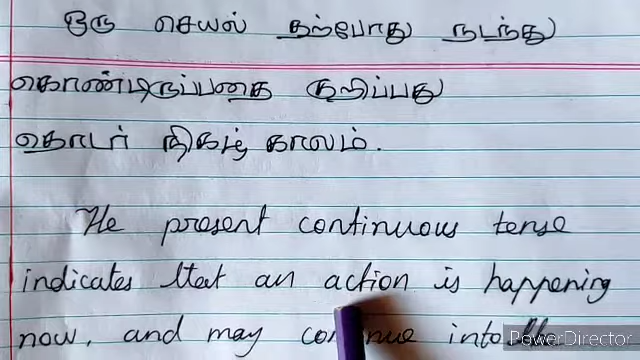 ஒரு செயல் தற்போது நடந்து
கொண்டிருப்பதை குறிப்பது
தொடர் நிகழ் காலம்.
The present continuous tense
indicates that an action is happening
now, and may into
PowerDirector